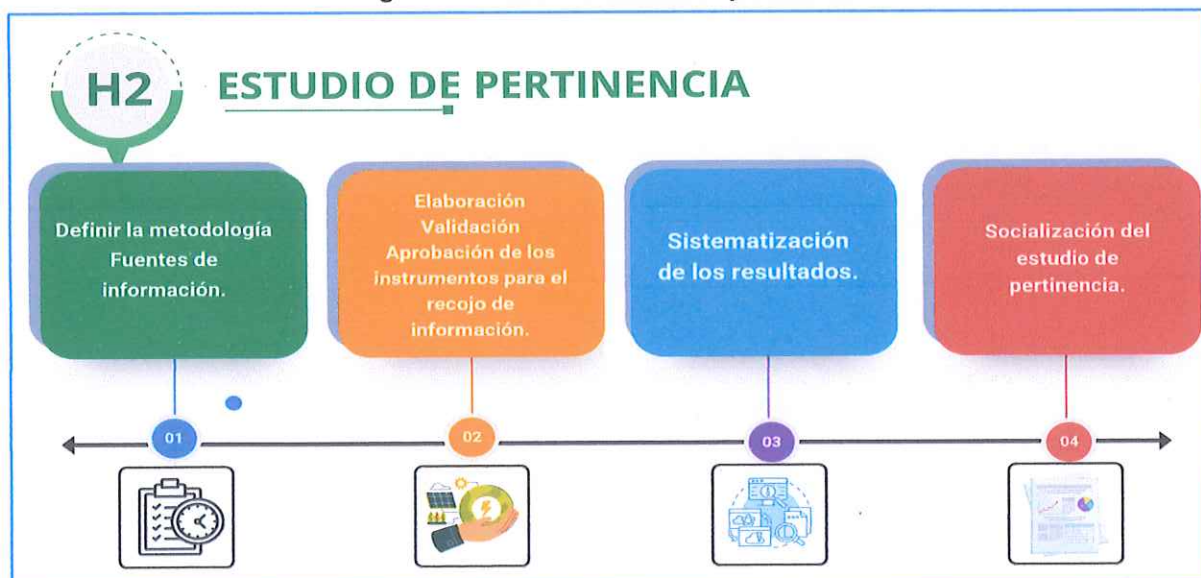 H2
ESTUDIO DE PERTINENCIA
Definir la metodología
Fuentes de
información.
Elaboración
Validación
Aprobación de los
instrumentos para el
recojo de
información.
Sistematización
de los resultados.
Socialización del
estudio de
pertinencia.
01
02
03
04